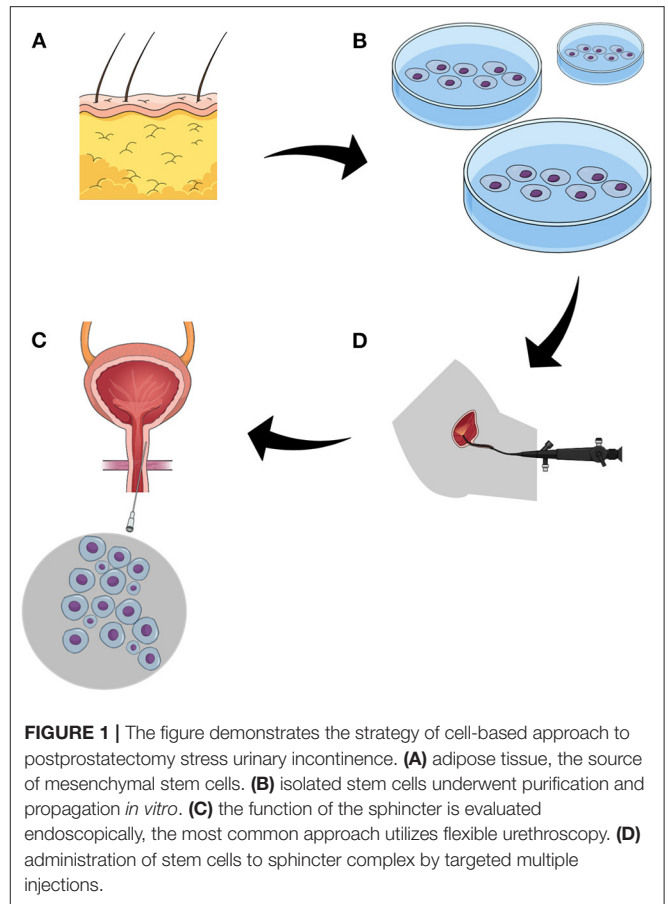 A
B
C
D
FIGURE 1 | The figure demonstrates the strategy of cell-based approach to
postprostatectomy stress urinary incontinence. (A) adipose tissue, the source
of mesenchymal stem cells. (B) isolated stem cells underwent purification and
propagation in vitro. (C) the function of the sphincter is evaluated
endoscopically, the most common approach utilizes flexible urethroscopy. (D)
administration of stem cells to sphincter complex by targeted multiple
injections.